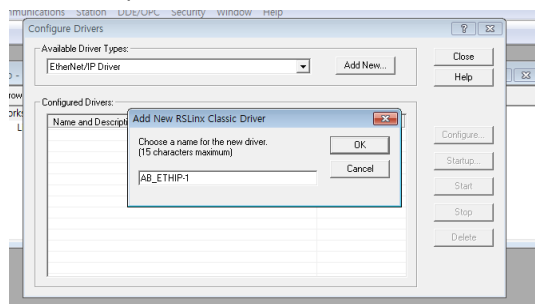 Station DDE/OPC Security Window Help
Configure Drivers
Available Driver Types:
EtherNet/IP Driver
Add New...
Close
Help
Configured Drivers:
Name and Descript
Add New RSLinx Classic Driver
Choose a name for the new driver.
(15 characters maximum)
AB_ETHIP-1
OK
Cancel
Configure...
Startup...
Start
Stop
Delete